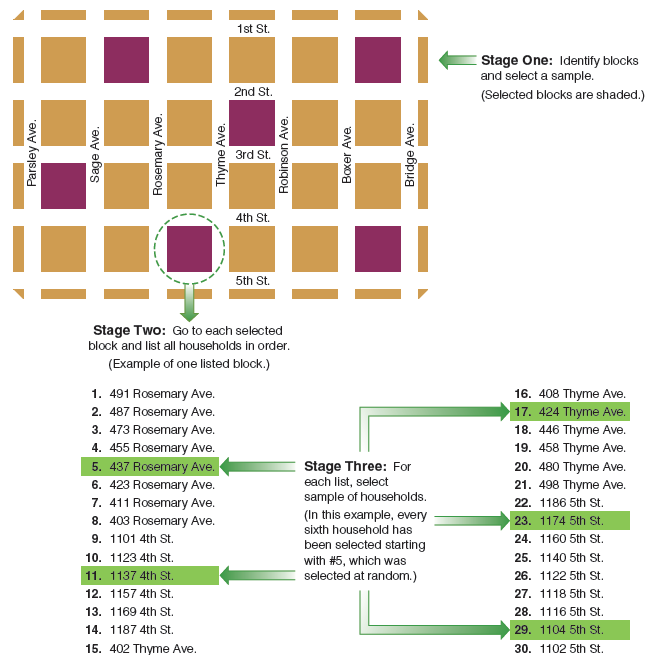 1st St.
2nd St.
3rd St.
4th St.
5th St.
Parsley Ave.
Sage Ave.
Rosemary Ave.
Thyme Ave.
Robinson Ave.
Boxer Ave.
Bridge Ave.
Stage One: Identify blocks
and select a sample.
(Selected blocks are shaded.)
Stage Two: Go to each selected
block and list all households in order.
(Example of one listed block.)
1. 491 Rosemary Ave.
2. 487 Rosemary Ave.
3. 473 Rosemary Ave.
4. 455 Rosemary Ave.
5. 437 Rosemary Ave.
6. 423 Rosemary Ave.
7. 411 Rosemary Ave.
8. 403 Rosemary Ave.
9. 1101 4th St.
10. 1123 4th St.
11. 1137 4th St.
12. 1157 4th St.
13. 1169 4th St.
14. 1187 4th St.
15. 402 Thyme Ave.
Stage Three: For
each list, select
sample of households.
(In this example, every
sixth household has
been selected starting
with #5, which was
selected at random.)
16. 408 Thyme Ave.
17. 424 Thyme Ave.
18. 446 Thyme Ave.
19. 458 Thyme Ave.
20. 480 Thyme Ave.
21. 498 Thyme Ave.
22. 1186 5th St.
23. 1174 5th St.
24. 1160 5th St.
25. 1140 5th St.
26. 1122 5th St.
27. 1118 5th St.
28. 1116 5th St.
29. 1104 5th St.
30. 1102 5th St.